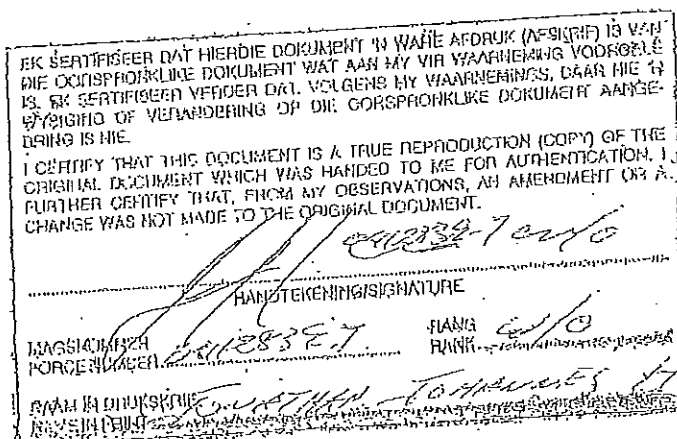 EK SERTIFISEER DAT HIERDIE DOKUMENT 'N WARE AFDRUK (AFSKRIF) IS VAN
DIE OORSPRONKLIKE DOKUMENT WAT AAN MY VIR WAARNEMING VOORGELÊ
IS. EK SERTIFISEER VERDER DAT, VOLGENS MY WAARNEMINGS, DAAR NIE 'N
WYSIGING OF VERANDERING OP DIE OORSPRONKLIKE DOKUMENT AANGE-
BRING IS NIE.
I CERTIFY THAT THIS DOCUMENT IS A TRUE REPRODUCTION (COPY) OF THE
ORIGINAL DOCUMENT WHICH WAS HANDED TO ME FOR AUTHENTICATION. I
FURTHER CERTIFY THAT, FROM MY OBSERVATIONS, AN AMENDMENT OR A
CHANGE WAS NOT MADE TO THE ORIGINAL DOCUMENT.
HANDTEKENING/SIGNATURE
MAGSNOMMER RANG
FORCE NUMBER RANK w/o
NAAM IN DRUKSKRIF
NAME IN PRINT